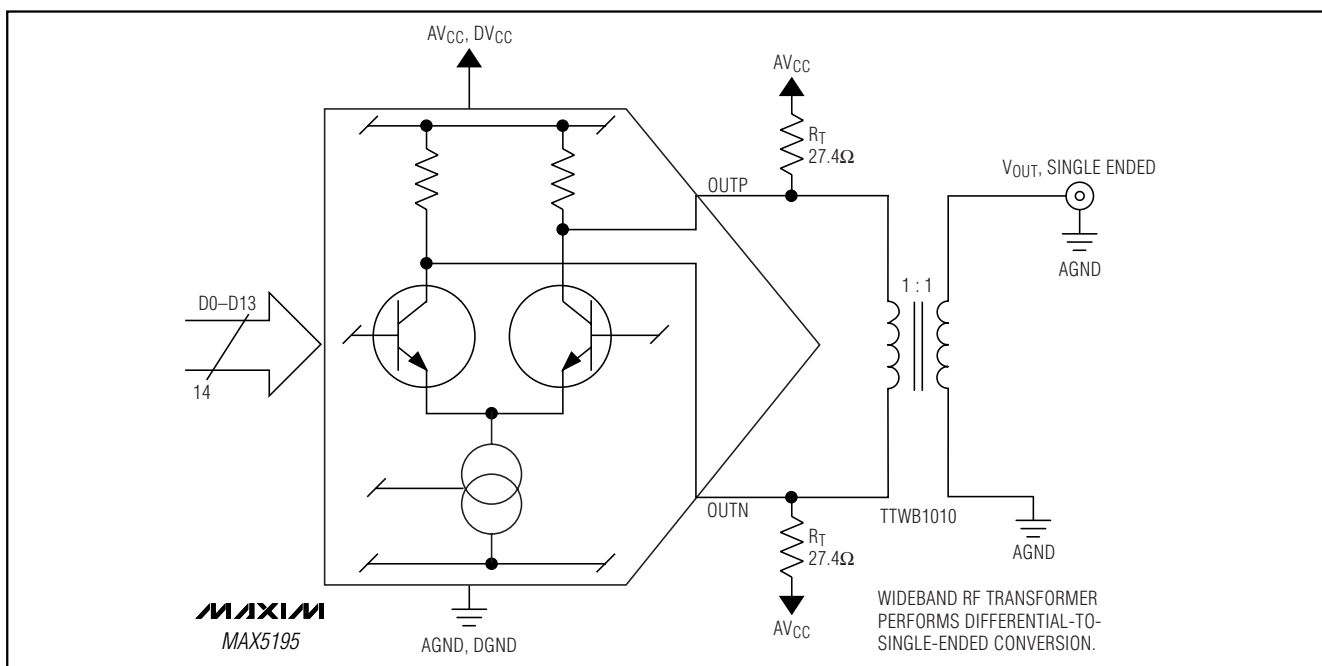 AVCC, DVCC
AVCC
RT
27.4Ω
VOUT, SINGLE ENDED
OUTP
AGND
1 : 1
D0–D13
14
OUTN
TTWB1010
AGND
RT
27.4Ω
WIDEBAND RF TRANSFORMER
PERFORMS DIFFERENTIAL-TO-
SINGLE-ENDED CONVERSION.
MAXIM
MAX5195
AGND, DGND
AVCC